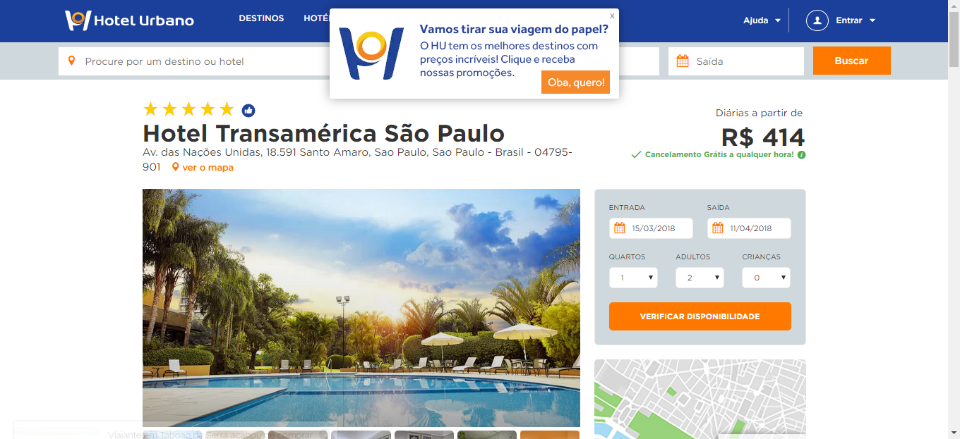 Hotel Urbano
DESTINOS
Ajuda
Entrar
Vamos tirar sua viagem do papel?
x
O HU tem os melhores destinos com
preços incríveis! Clique e receba
nossas promoções.
Oba, quero!
Procure por um destino ou hotel
Saída
Buscar
Hotel Transamérica São Paulo
Av. das Nações Unidas, 18.591 Santo Amaro, Sao Paulo, Sao Paulo - Brasil - 04795-
901 ver o mapa
Diárias a partir de
R$ 414
Cancelamento Grátis a qualquer hora!
ENTRADA
SAÍDA
15/03/2018
11/04/2018
QUARTOS
ADULTOS
CRIANÇAS
1
2
0
VERIFICAR DISPONIBILIDADE